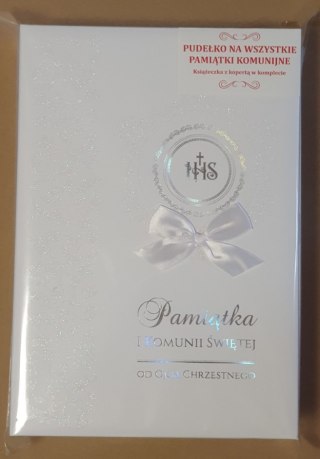 PUDEŁKO NA WSZYSTKIE
PAMIĄTKI KOMUNIJNE
Książeczka z kopertą w komplecie
IHS
Pamiątka
I KOMUNII ŚWIĘTEJ
OD OJCA CHRZESTNEGO